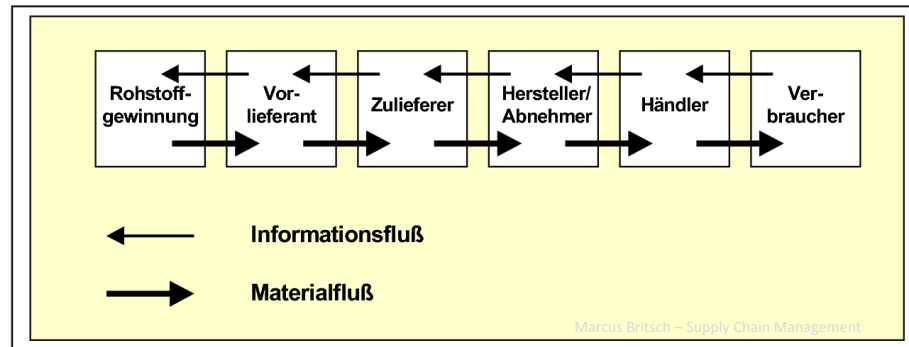 Rohstoff-
gewinnung
Vor-
lieferant
Zulieferer
Hersteller/
Abnehmer
Händler
Ver-
braucher
Informationsfluß
Materialfluß
Marcus Britsch – Supply Chain Management